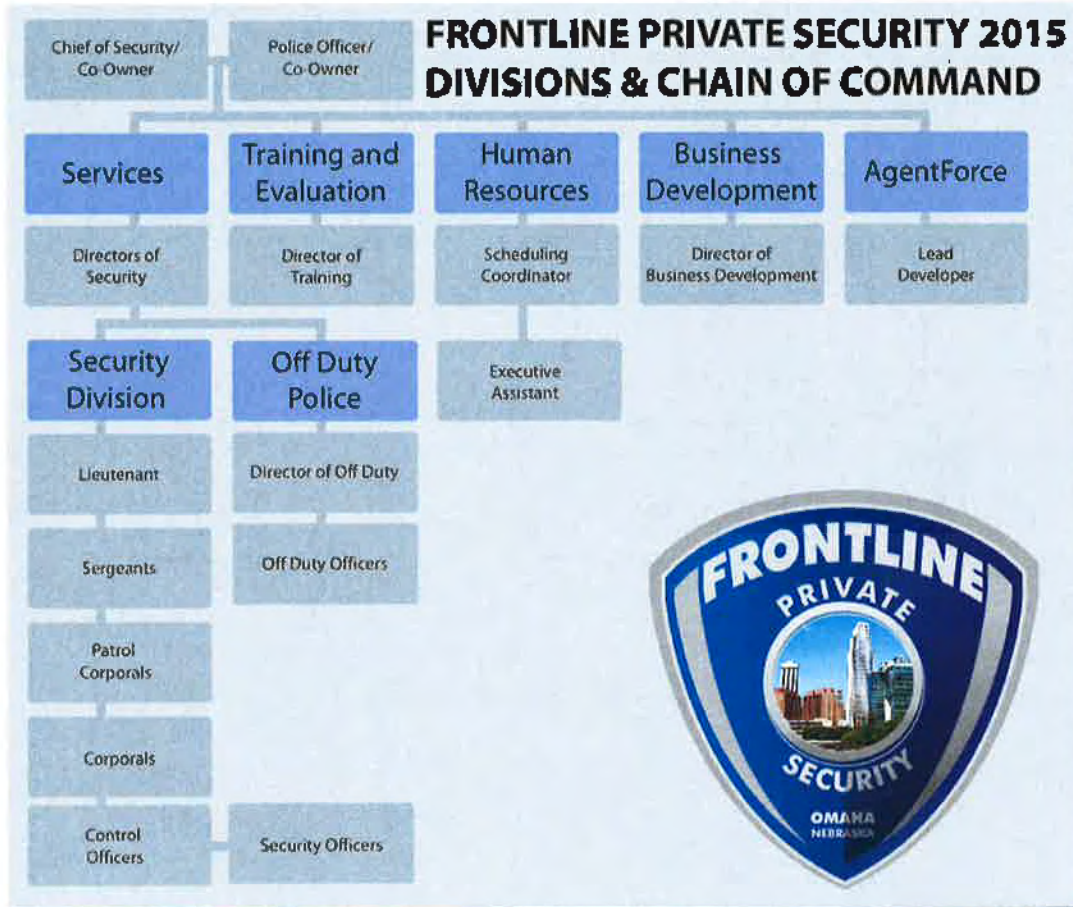 FRONTLINE PRIVATE SECURITY 2015
DIVISIONS & CHAIN OF COMMAND
Chief of Security/
Co-Owner
Police Officer/
Co-Owner
Services
Training and
Evaluation
Human
Resources
Business
Development
AgentForce
Directors of
Security
Director of
Training
Scheduling
Coordinator
Director of
Business Development
Lead
Developer
Security
Division
Off Duty
Police
Executive
Assistant
Lieutenant
Director of Off Duty
Sergeants
Off Duty Officers
Patrol
Corporals
Corporals
Control
Officers
Security Officers
FRONTLINE
PRIVATE
SECURITY
OMAHA
NEBRASKA